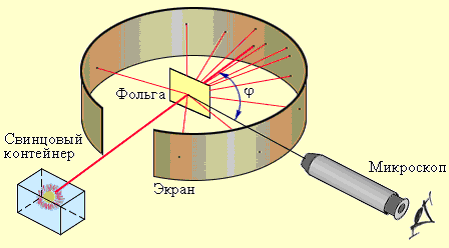 Фольга
φ
Свинцовый
контейнер
Экран
Микроскоп